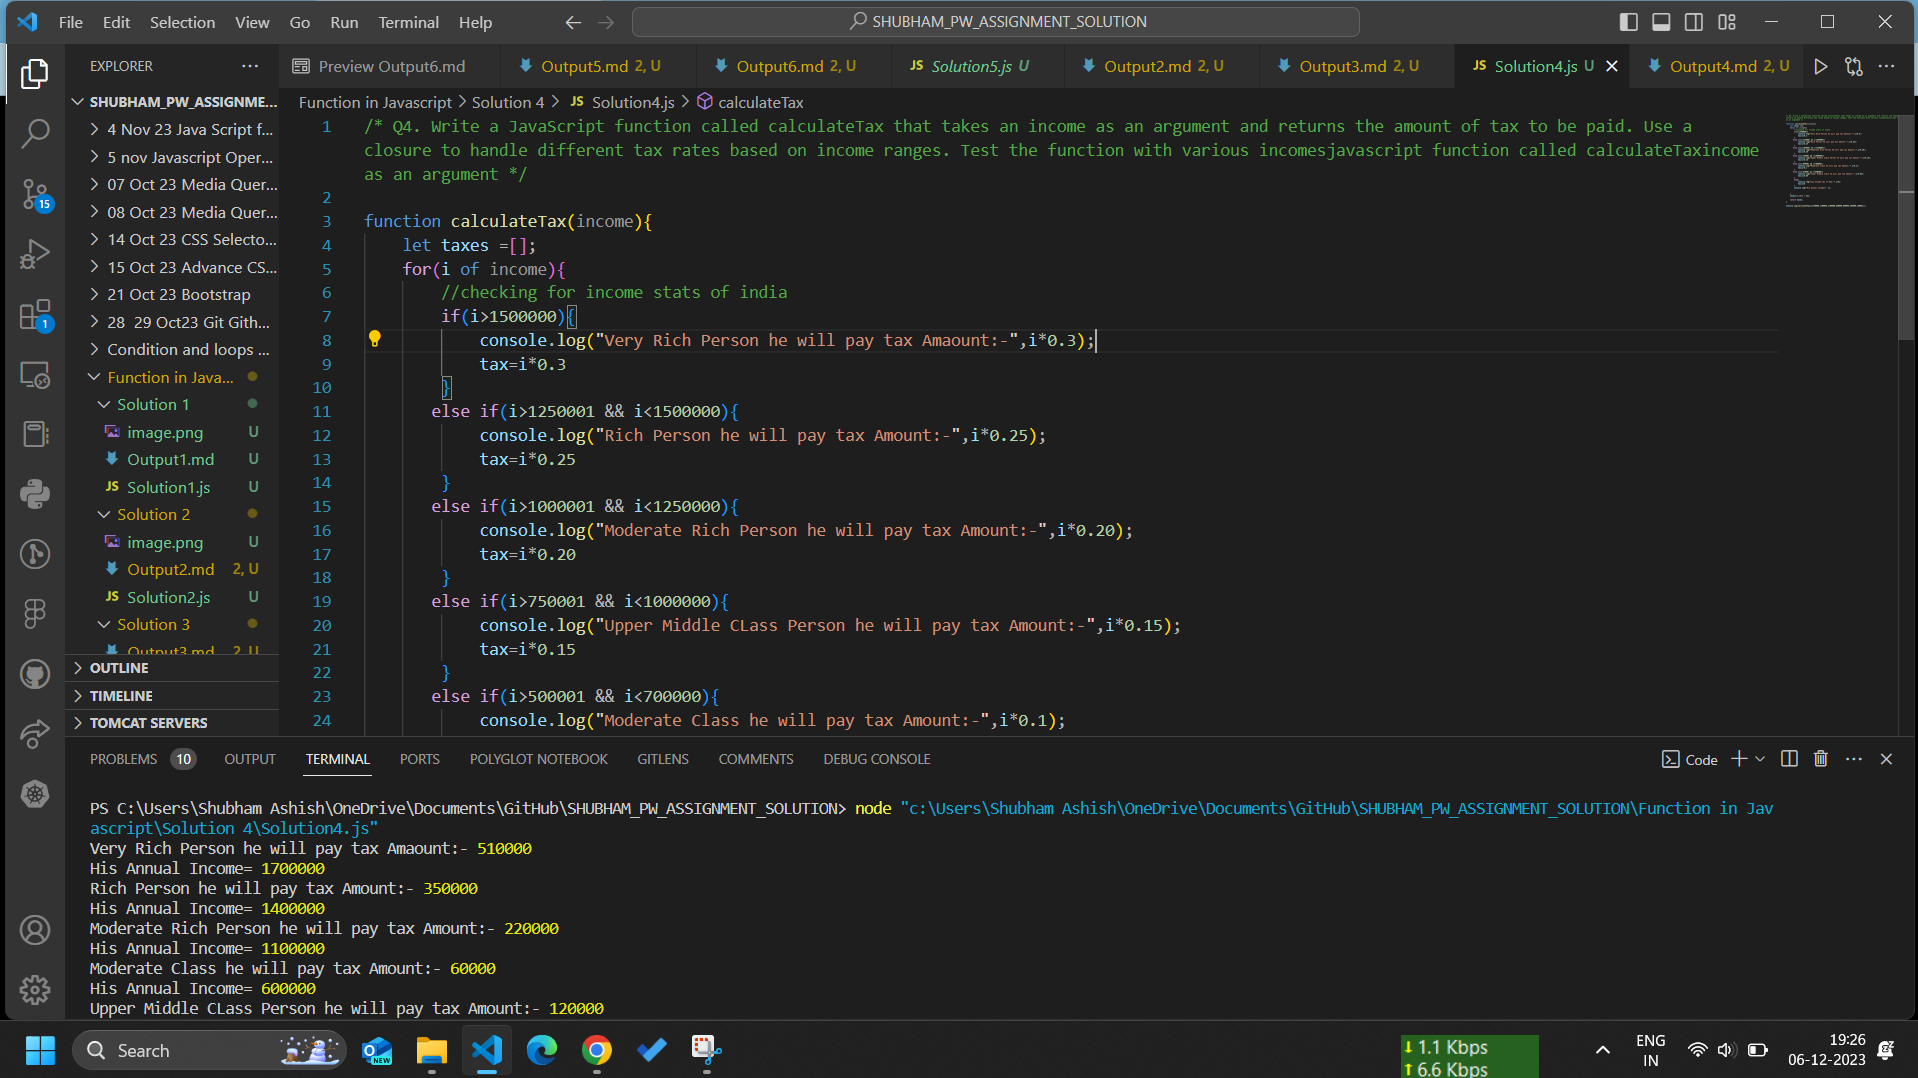 File Edit Selection View Go Run Terminal Help
SHUBHAM_PW_ASSIGNMENT_SOLUTION
EXPLORER
Preview Output6.md
Output5.md 2, U
Output6.md 2, U
JS Solution5.js U
Output2.md 2, U
Output3.md 2, U
JS Solution4.js U
Output4.md 2, U
SHUBHAM_PW_ASSIGNME...
4 Nov 23 Java Script f...
5 nov Javascript Oper...
07 Oct 23 Media Quer...
08 Oct 23 Media Quer...
14 Oct 23 CSS Selecto...
15 Oct 23 Advance CS...
21 Oct 23 Bootstrap
28 29 Oct23 Git Gith...
Condition and loops ...
Function in Java...
Solution 1
image.png U
Output1.md U
JS Solution1.js U
Solution 2
image.png U
Output2.md 2, U
JS Solution2.js U
Solution 3
Output3.md 2, U
OUTLINE
TIMELINE
TOMCAT SERVERS
15
1
Function in Javascript > Solution 4 > JS Solution4.js > calculateTax
1 /* Q4. Write a JavaScript function called calculateTax that takes an income as an argument and returns the amount of tax to be paid. Use a
closure to handle different tax rates based on income ranges. Test the function with various incomesjavascript function called calculateTaxincome
as an argument */
2
3 function calculateTax(income){
4 let taxes =[];
5 for(i of income){
6 //checking for income stats of india
7 if(i>1500000){
8 console.log("Very Rich Person he will pay tax Amaount:-",i*0.3);
9 tax=i*0.3
10 }
11 else if(i>1250001 && i<1500000){
12 console.log("Rich Person he will pay tax Amount:-",i*0.25);
13 tax=i*0.25
14 }
15 else if(i>1000001 && i<1250000){
16 console.log("Moderate Rich Person he will pay tax Amount:-",i*0.20);
17 tax=i*0.20
18 }
19 else if(i>750001 && i<1000000){
20 console.log("Upper Middle CLass Person he will pay tax Amount:-",i*0.15);
21 tax=i*0.15
22 }
23 else if(i>500001 && i<700000){
24 console.log("Moderate Class he will pay tax Amount:-",i*0.1);
PROBLEMS 10 OUTPUT TERMINAL PORTS POLYGLOT NOTEBOOK GITLENS COMMENTS DEBUG CONSOLE
Code
PS C:\Users\Shubham Ashish\OneDrive\Documents\GitHub\SHUBHAM_PW_ASSIGNMENT_SOLUTION> node "c:\Users\Shubham Ashish\OneDrive\Documents\GitHub\SHUBHAM_PW_ASSIGNMENT_SOLUTION\Function in Jav
ascript\Solution 4\Solution4.js"
Very Rich Person he will pay tax Amaount:- 510000
His Annual Income= 1700000
Rich Person he will pay tax Amount:- 350000
His Annual Income= 1400000
Moderate Rich Person he will pay tax Amount:- 220000
His Annual Income= 1100000
Moderate Class he will pay tax Amount:- 60000
His Annual Income= 600000
Upper Middle CLass Person he will pay tax Amount:- 120000
Search
NEW
1.1 Kbps
6.6 Kbps
ENG
IN
19:26
06-12-2023